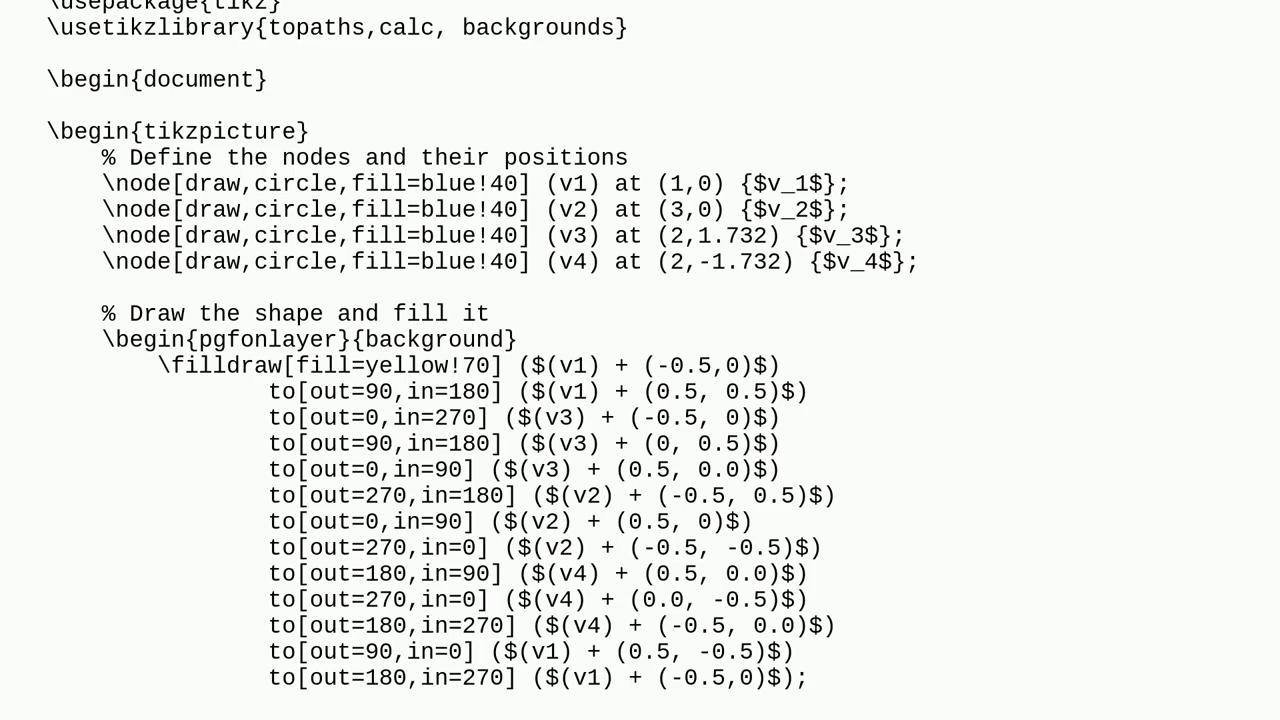 \usepackage{tikz}
\usetikzlibrary{topaths,calc, backgrounds}
\begin{document}
\begin{tikzpicture}
% Define the nodes and their positions
\node[draw,circle,fill=blue!40] (v1) at (1,0) {$v_1$};
\node[draw,circle,fill=blue!40] (v2) at (3,0) {$v_2$};
\node[draw,circle,fill=blue!40] (v3) at (2,1.732) {$v_3$};
\node[draw,circle,fill=blue!40] (v4) at (2,-1.732) {$v_4$};
% Draw the shape and fill it
\begin{pgfonlayer}{background}
\filldraw[fill=yellow!70] ($(v1) + (-0.5,0)$)
to[out=90,in=180] ($(v1) + (0.5, 0.5)$)
to[out=0,in=270] ($(v3) + (-0.5, 0)$)
to[out=90,in=180] ($(v3) + (0, 0.5)$)
to[out=0,in=90] ($(v3) + (0.5, 0.0)$)
to[out=270,in=180] ($(v2) + (-0.5, 0.5)$)
to[out=0,in=90] ($(v2) + (0.5, 0)$)
to[out=270,in=0] ($(v2) + (-0.5, -0.5)$)
to[out=180,in=90] ($(v4) + (0.5, 0.0)$)
to[out=270,in=0] ($(v4) + (0.0, -0.5)$)
to[out=180,in=270] ($(v4) + (-0.5, 0.0)$)
to[out=90,in=0] ($(v1) + (0.5, -0.5)$)
to[out=180,in=270] ($(v1) + (-0.5,0)$);